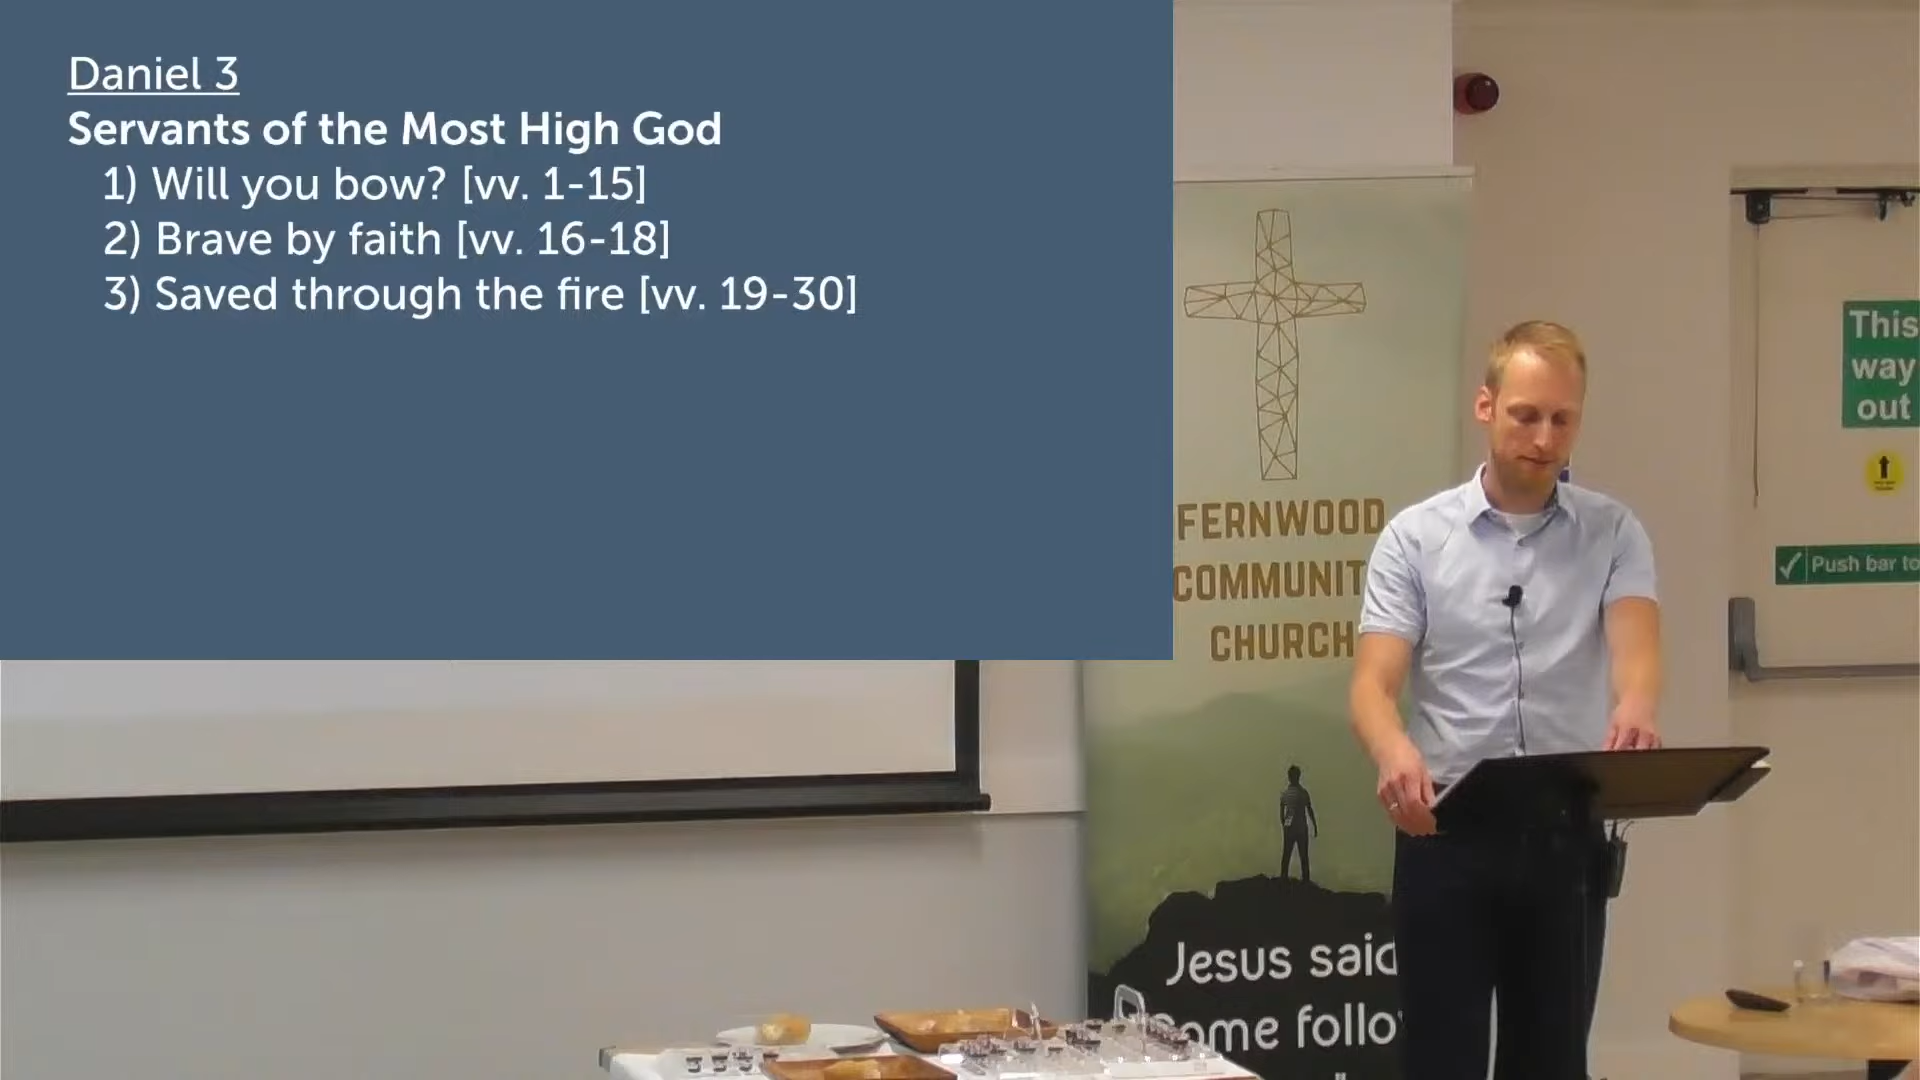 Daniel 3
Servants of the Most High God
1) Will you bow? [vv. 1-15]
2) Brave by faith [vv. 16-18]
3) Saved through the fire [vv. 19-30]
FERNWOOD
COMMUNIT
CHURCH
Jesus said
ome follo
This
way
out
Push bar to